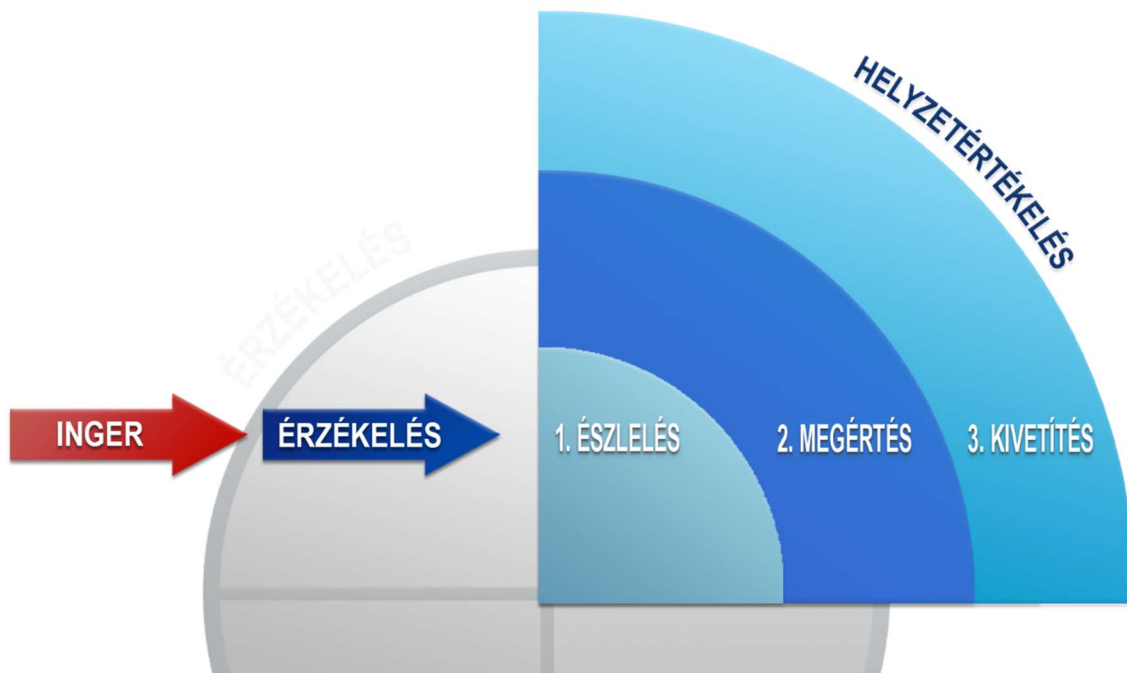 HELYZETÉRTÉKELÉS
ÉRZÉKELÉS
INGER
ÉRZÉKELÉS
1. ÉSZLELÉS
2. MEGÉRTÉS
3. KIVETÍTÉS